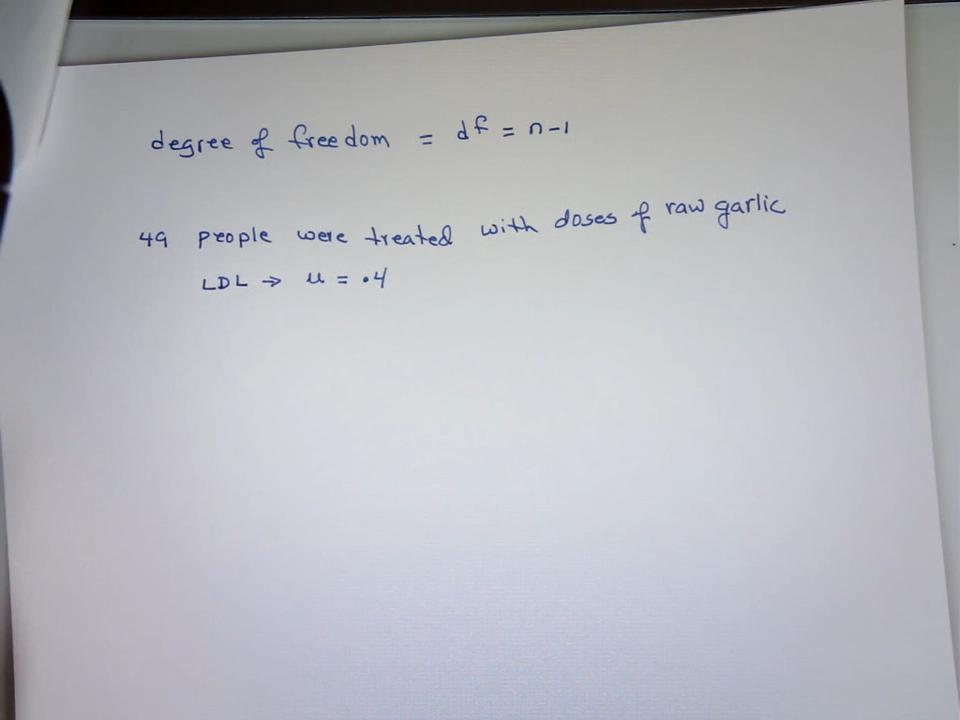 degree of freedom = df = n-1
49 people were treated with doses of raw garlic
LDL → μ = .4